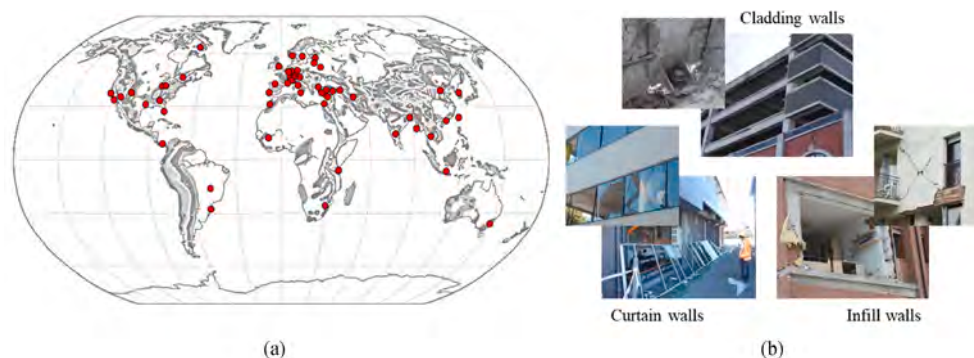 Cladding walls
Curtain walls
Infill walls
(a)
(b)